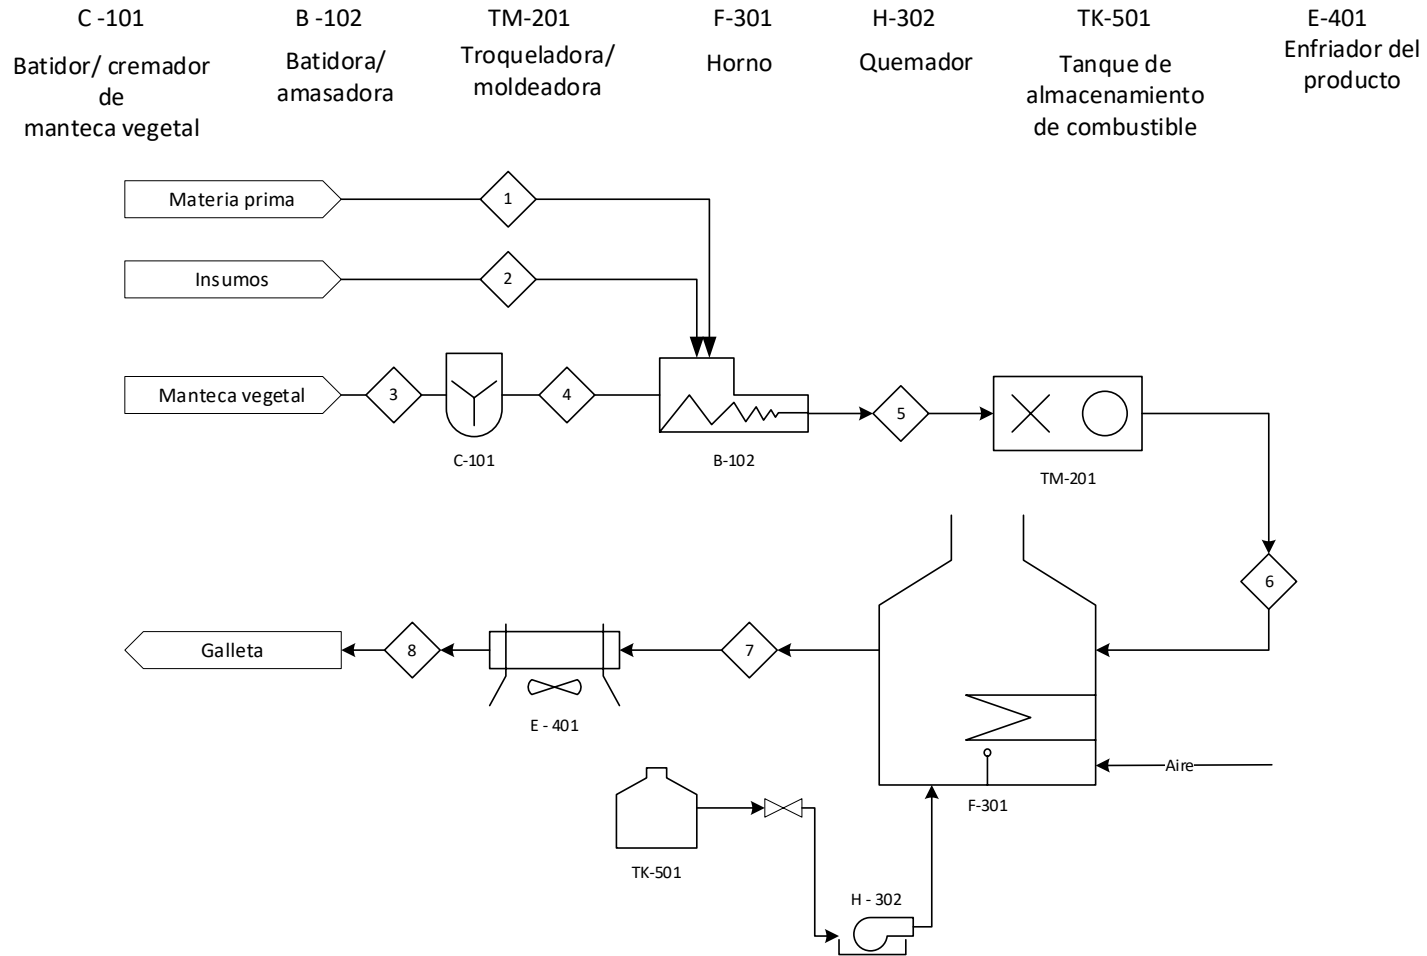 C -101
B -102
TM-201
F-301
H-302
TK-501
E-401
Batidor/ cremador
de
manteca vegetal
Batidora/
amasadora
Troqueladora/
moldeadora
Horno
Quemador
Tanque de
almacenamiento
de combustible
Enfriador del
producto
Materia prima
1
Insumos
2
Manteca vegetal
3
4
5
C-101
B-102
TM-201
6
Galleta
8
7
E - 401
Aire
F-301
TK-501
H - 302